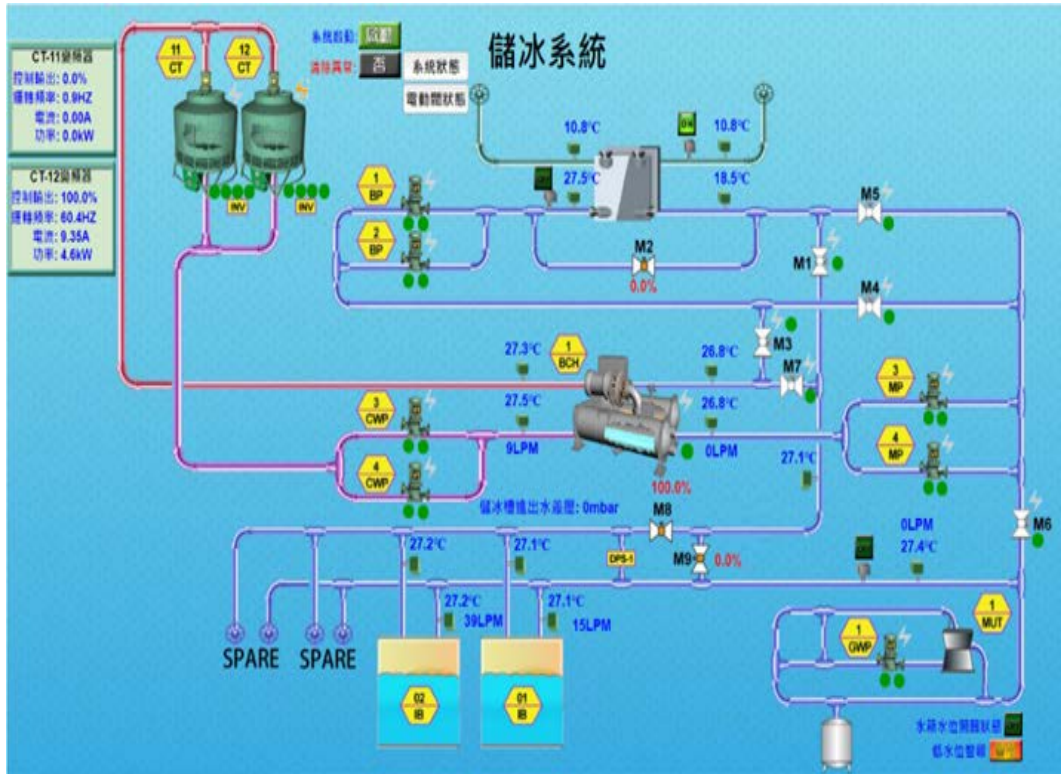 儲冰系統
系統啟動: 啟動
清除異常: 否
系統狀態
電動閥狀態
CT-11變頻器
控制輸出: 0.0%
運轉頻率: 0.9HZ
電流: 0.00A
功率: 0.0kW
CT-12變頻器
控制輸出: 100.0%
運轉頻率: 60.4HZ
電流: 9.35A
功率: 4.6kW
11 CT
12 CT
INV
INV
10.8℃
ON
10.8℃
27.5℃
18.5℃
1 BP
2 BP
M5
M2
0.0%
M1
M4
M3
M7
27.3℃
1 BCH
26.8℃
3 MP
27.5℃
26.8℃
3 CWP
9LPM
0LPM
4 MP
4 CWP
27.1℃
100.0%
儲冰槽進出水差壓: 0mbar
M8
M6
27.2℃
27.1℃
DPS-1
M9
0.0%
0LPM
27.4℃
27.2℃
39LPM
27.1℃
15LPM
SPARE
SPARE
02 IB
01 IB
1 GWP
1 MUT
水箱水位開關狀態
低水位警報